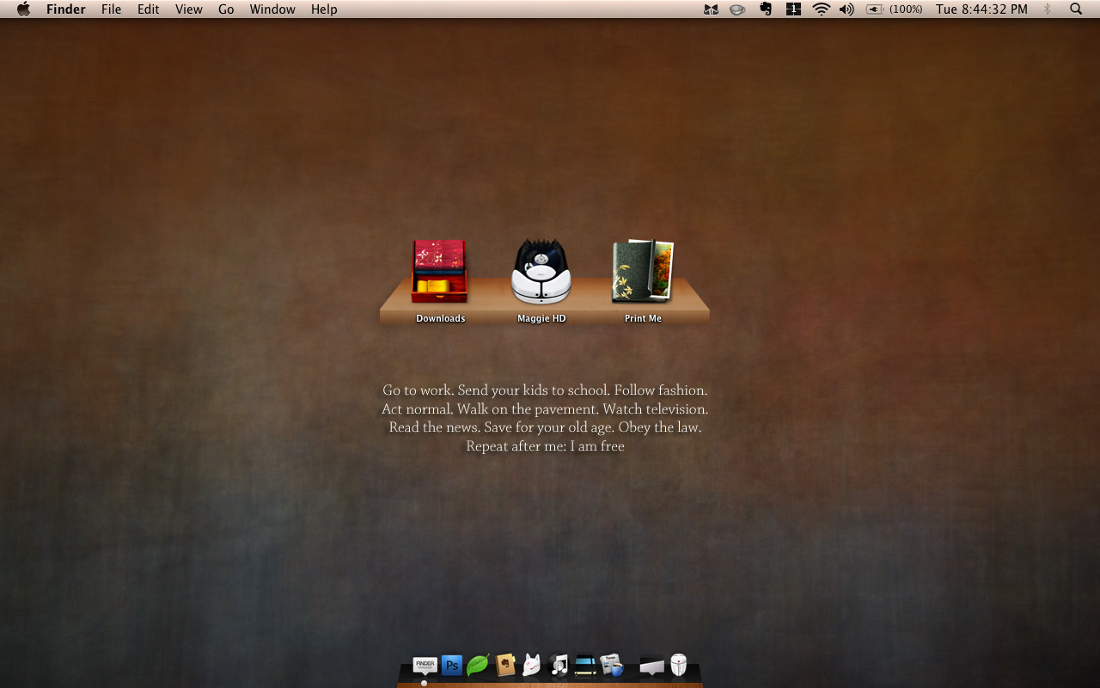 Finder File Edit View Go Window Help 1 (100%) Tue 8:44:32 PM
Downloads Maggie HD Print Me
Go to work. Send your kids to school. Follow fashion.
Act normal. Walk on the pavement. Watch television.
Read the news. Save for your old age. Obey the law.
Repeat after me: I am free
FINDER Ps